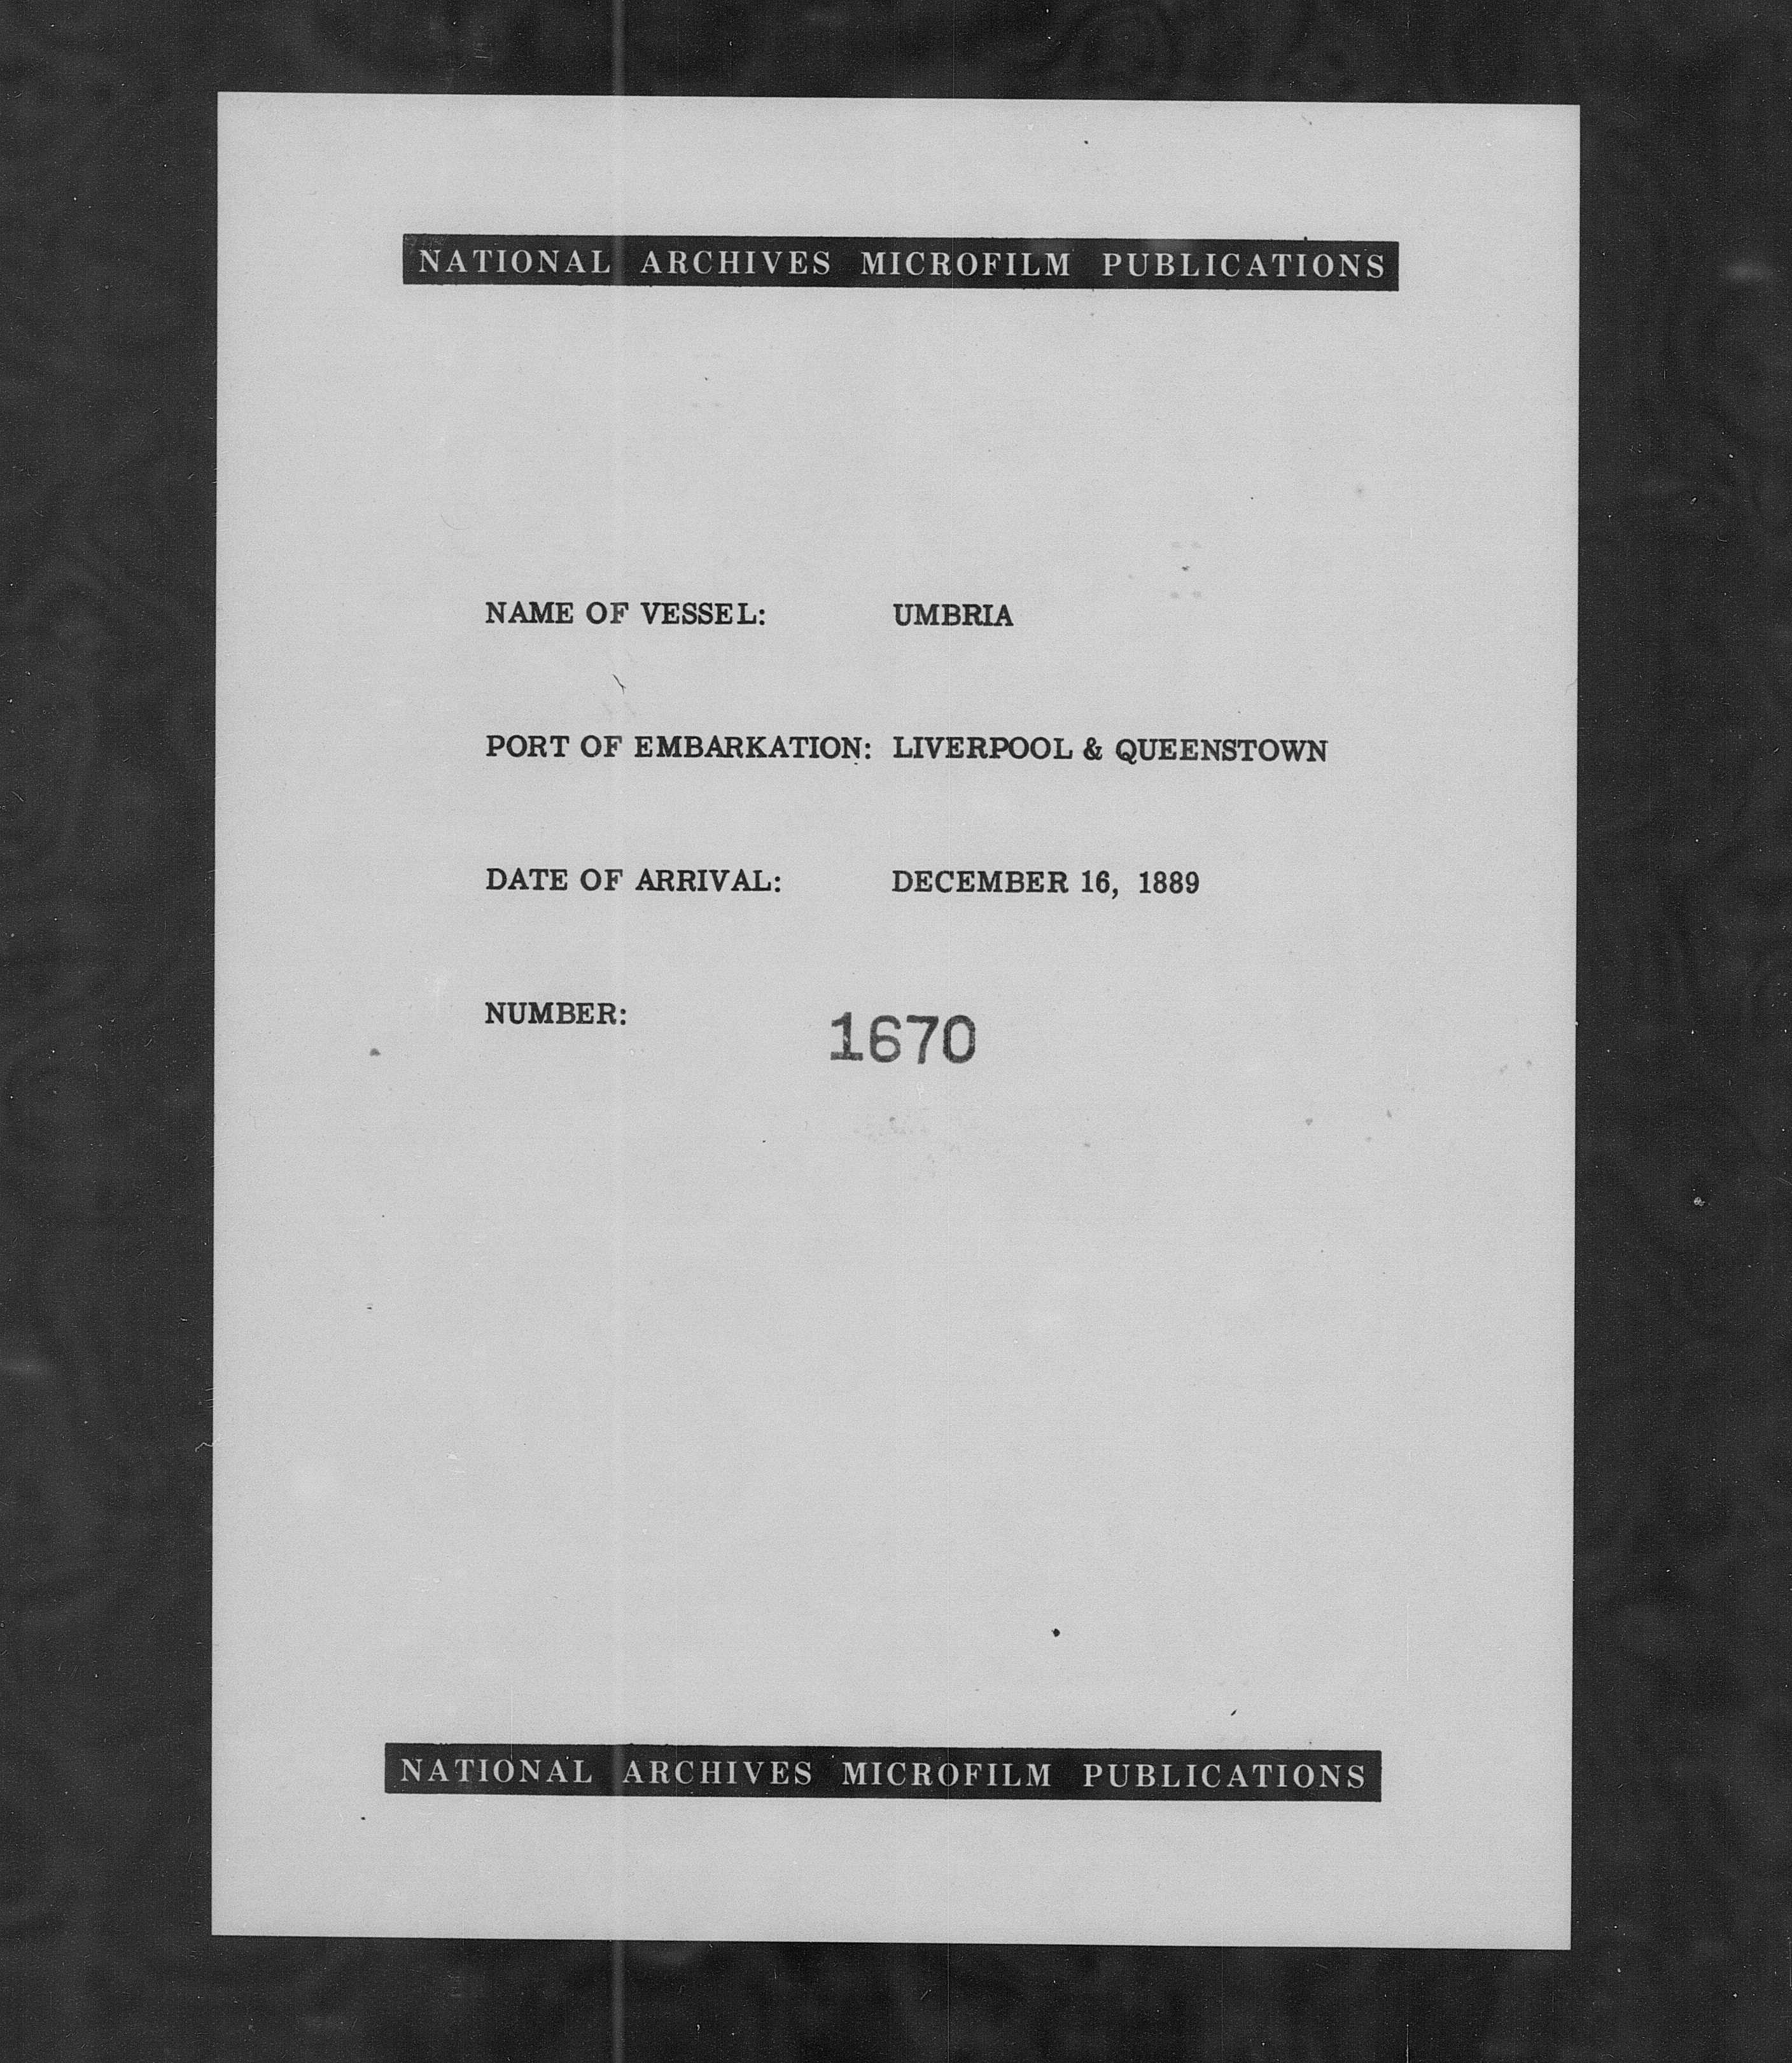 NATIONAL ARCHIVES MICROFILM PUBLICATIONS
NAME OF VESSEL: UMBRIA
PORT OF EMBARKATION: LIVERPOOL & QUEENSTOWN
DATE OF ARRIVAL: DECEMBER 16, 1889
NUMBER: 1670
NATIONAL ARCHIVES MICROFILM PUBLICATIONS